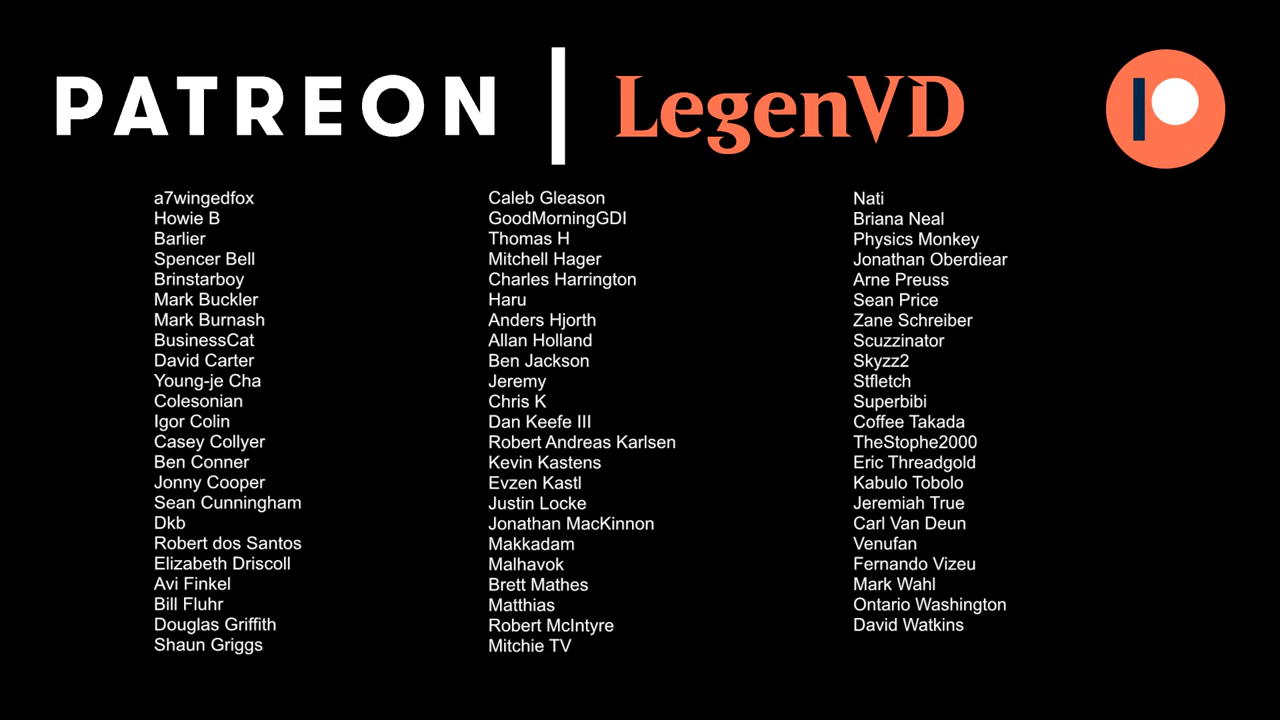 PATREON | LegenVD
a7wingedfox
Howie B
Barlier
Spencer Bell
Brinstarboy
Mark Buckler
Mark Burnash
BusinessCat
David Carter
Young-je Cha
Colesonian
Igor Colin
Casey Collyer
Ben Conner
Jonny Cooper
Sean Cunningham
Dkb
Robert dos Santos
Elizabeth Driscoll
Avi Finkel
Bill Fluhr
Douglas Griffith
Shaun Griggs
Caleb Gleason
GoodMorningGDI
Thomas H
Mitchell Hager
Charles Harrington
Haru
Anders Hjorth
Allan Holland
Ben Jackson
Jeremy
Chris K
Dan Keefe III
Robert Andreas Karlsen
Kevin Kastens
Evzen Kastl
Justin Locke
Jonathan MacKinnon
Makkadam
Malhavok
Brett Mathes
Matthias
Robert McIntyre
Mitchie TV
Nati
Briana Neal
Physics Monkey
Jonathan Oberdiear
Arne Preuss
Sean Price
Zane Schreiber
Scuzzinator
Skyzz2
Stfletch
Superbibi
Coffee Takada
TheStophe2000
Eric Threadgold
Kabulo Tobolo
Jeremiah True
Carl Van Deun
Venufan
Fernando Vizeu
Mark Wahl
Ontario Washington
David Watkins